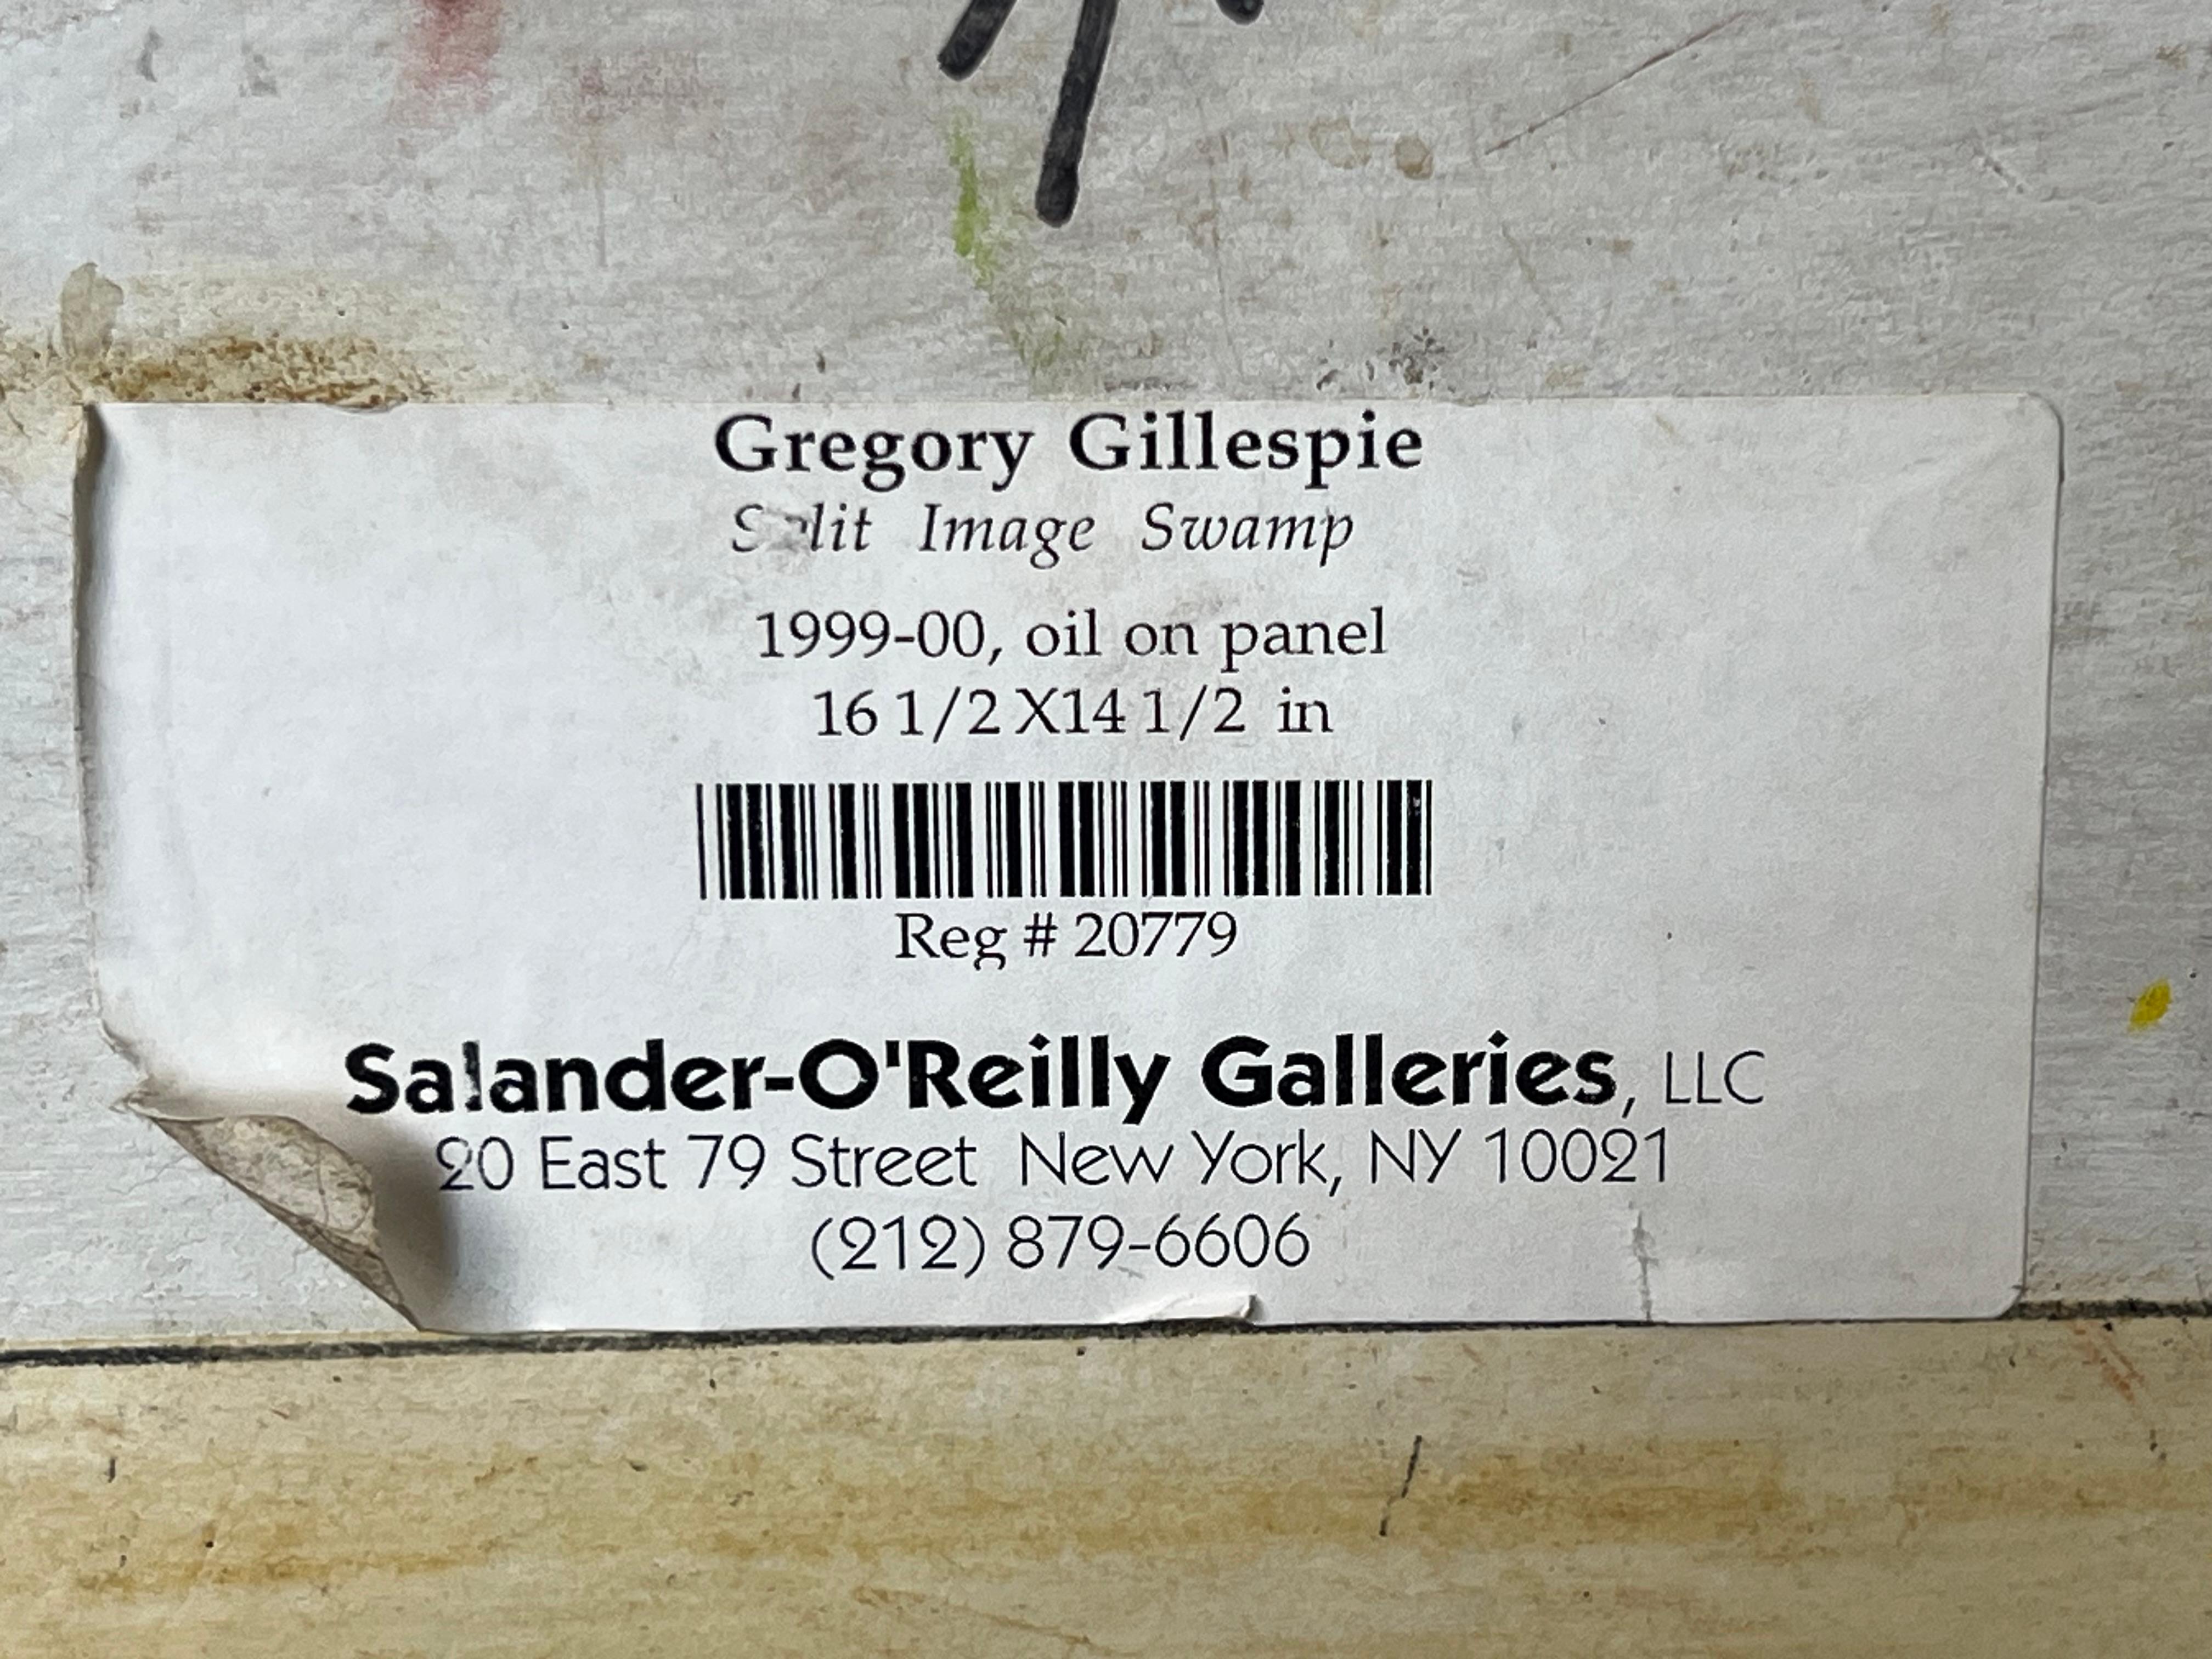 Gregory Gillespie
Split Image Swamp
1999-00, oil on panel
16 1/2 X14 1/2 in
Reg # 20779
Salander-O'Reilly Galleries, LLC
20 East 79 Street New York, NY 10021
(212) 879-6606